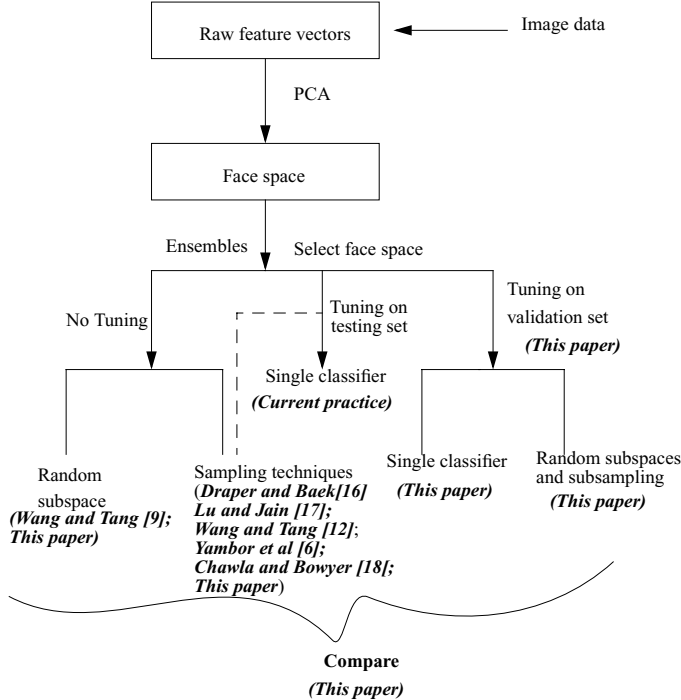 Raw feature vectors
Image data
PCA
Face space
Ensembles
Select face space
No Tuning
Tuning on
testing set
Tuning on
validation set
(This paper)
Single classifier
(Current practice)
Random
subspace
(Wang and Tang [9];
This paper)
Sampling techniques
(Draper and Baek[16]
Lu and Jain [17];
Wang and Tang [12];
Yambor et al [6];
Chawla and Bowyer [18];
This paper)
Single classifier
(This paper)
Random subspaces
and subsampling
(This paper)
Compare
(This paper)